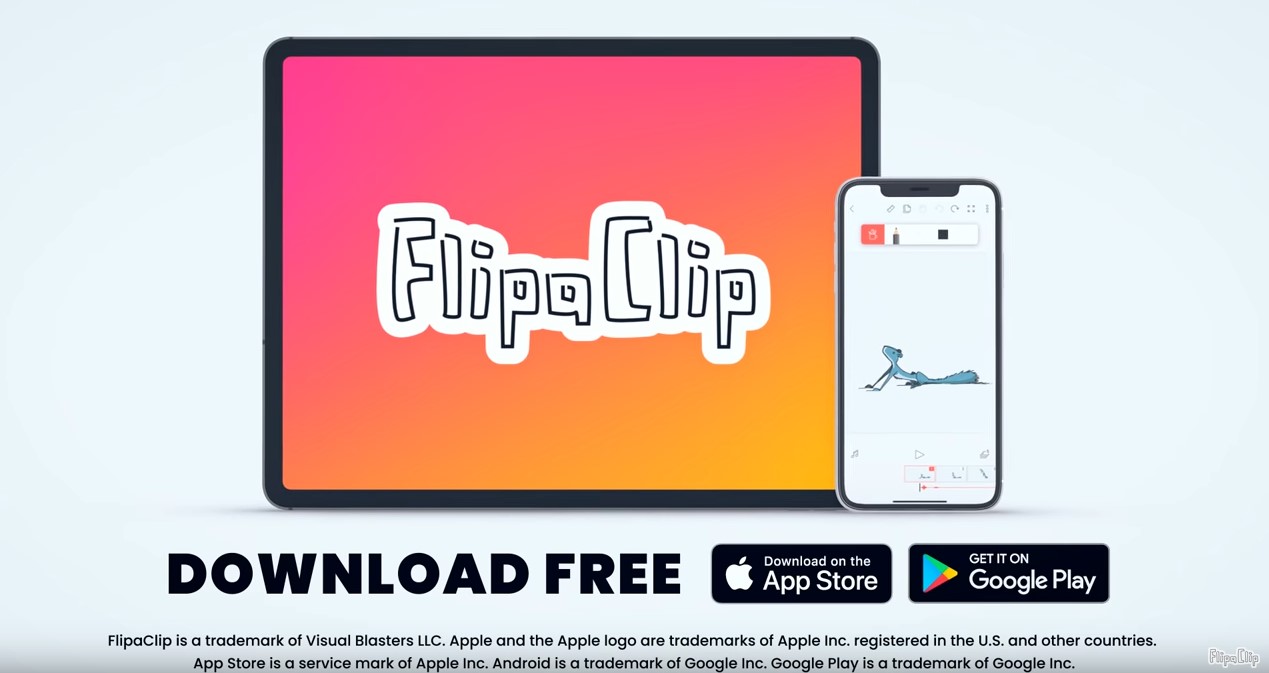 FlipaClip
DOWNLOAD FREE
Download on the
App Store
GET IT ON
Google Play
FlipaClip is a trademark of Visual Blasters LLC. Apple and the Apple logo are trademarks of Apple Inc. registered in the U.S. and other countries.
App Store is a service mark of Apple Inc. Android is a trademark of Google Inc. Google Play is a trademark of Google Inc.
FlipaClip